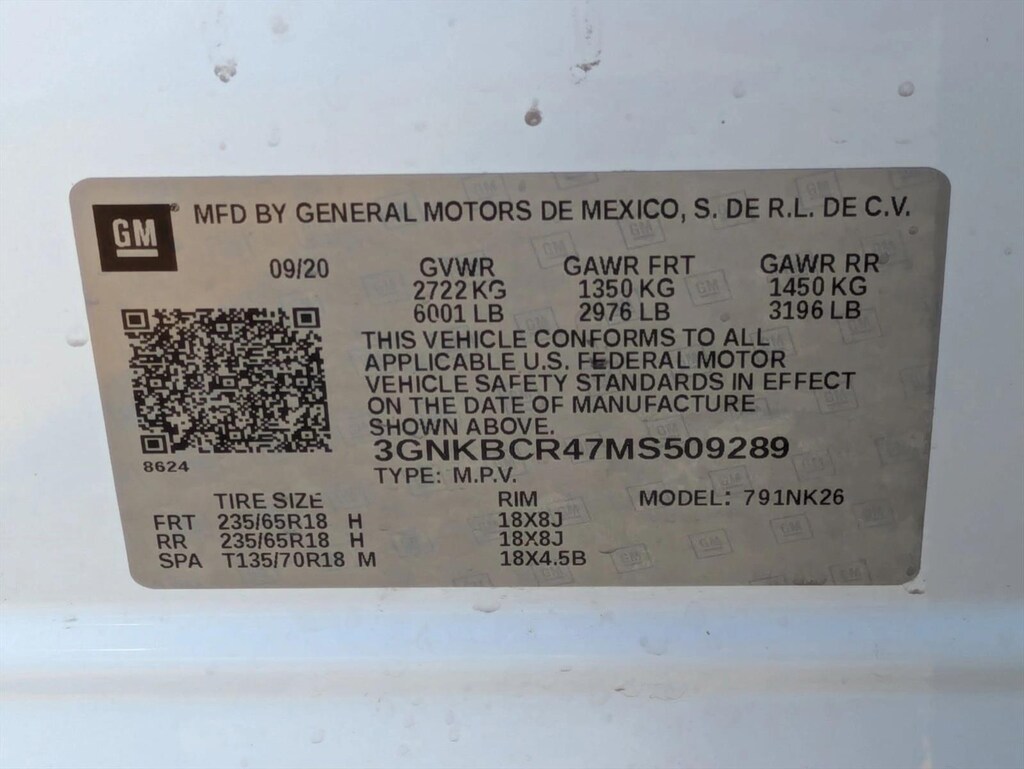 GM MFD BY GENERAL MOTORS DE MEXICO, S. DE R.L. DE C.V.
09/20 GVWR GAWR FRT GAWR RR
2722 KG 1350 KG 1450 KG
6001 LB 2976 LB 3196 LB
THIS VEHICLE CONFORMS TO ALL
APPLICABLE U.S. FEDERAL MOTOR
VEHICLE SAFETY STANDARDS IN EFFECT
ON THE DATE OF MANUFACTURE
SHOWN ABOVE.
3GNKBCR47MS509289
8624
TYPE: M.P.V.
TIRE SIZE RIM MODEL: 791NK26
FRT 235/65R18 H 18X8J
RR 235/65R18 H 18X8J
SPA T135/70R18 M 18X4.5B